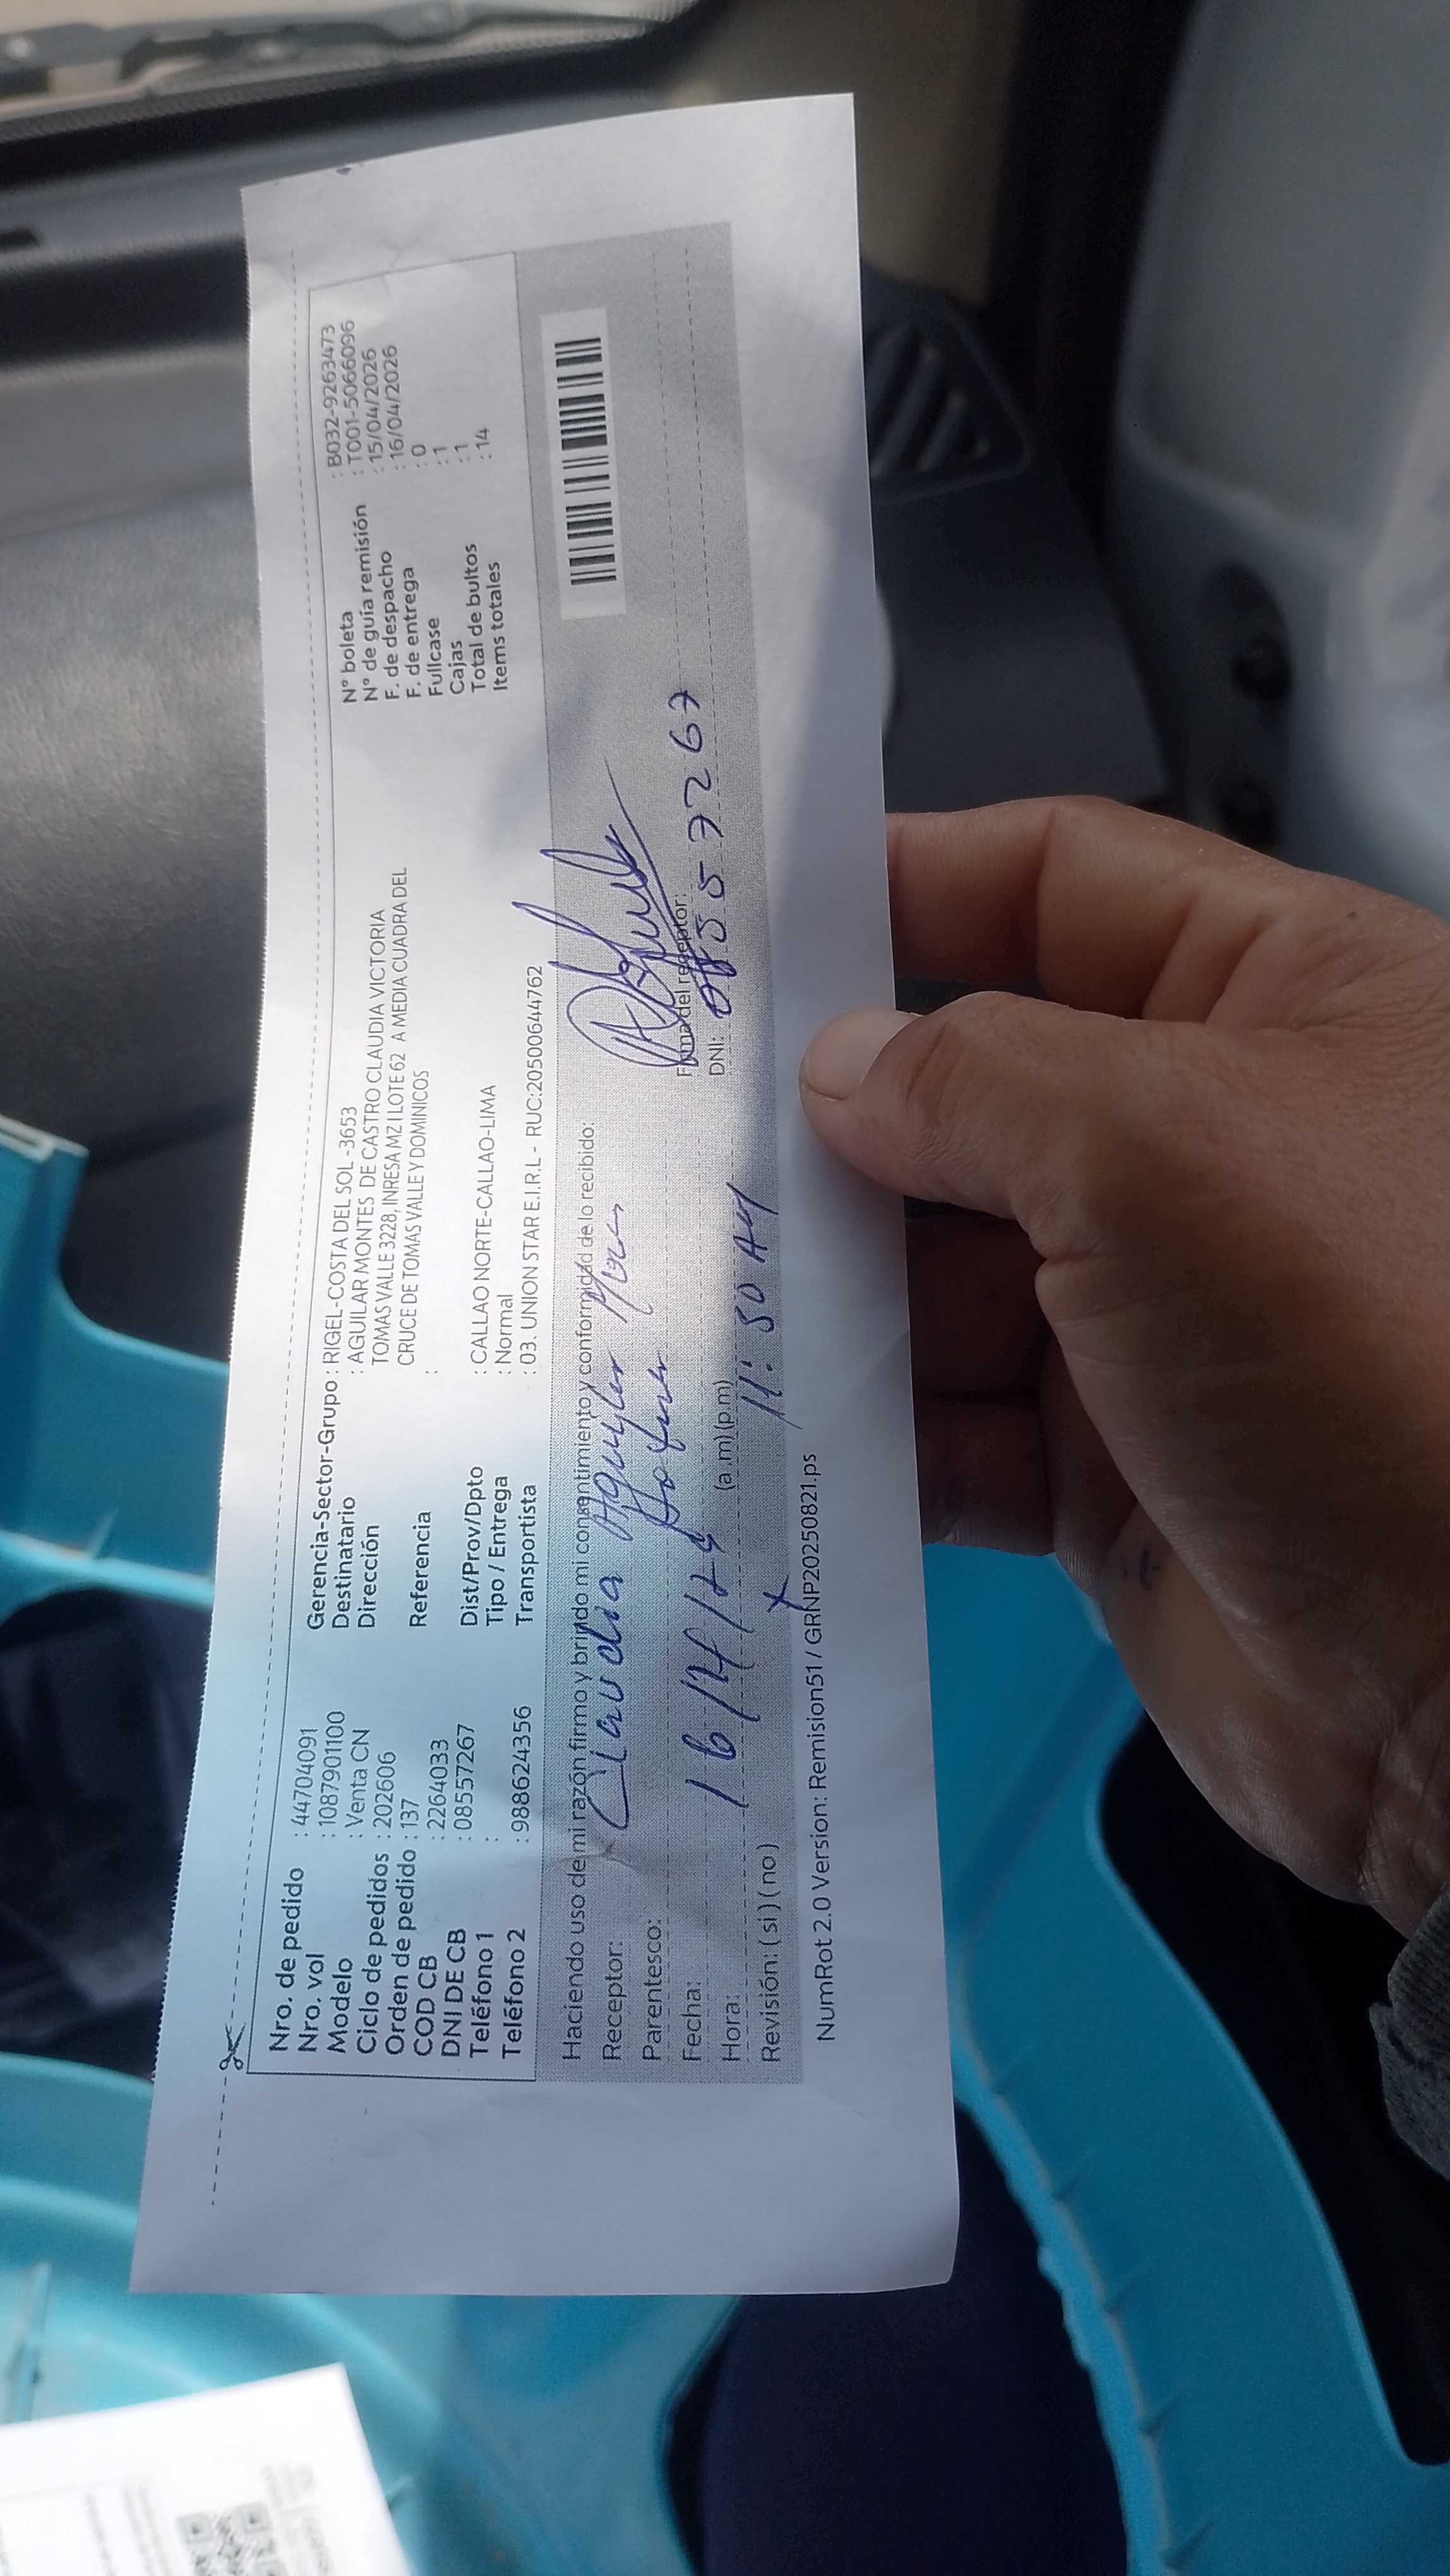 Nro. de pedido : 44704091
Nro. vol : 1087901100
Modelo : Venta CN
Ciclo de pedidos : 202606
Orden de pedido : 137
COD CB : 2264033
DNI DE CB : 08557267
Teléfono 1 :
Teléfono 2 : 988624356
Gerencia-Sector-Grupo : RIGEL-COSTA DEL SOL -3653
Destinatario : AGUILAR MONTES DE CASTRO CLAUDIA VICTORIA
Dirección TOMAS VALLE 3228, INRESA MZ I LOTE 62 A MEDIA CUADRA DEL
CRUCE DE TOMAS VALLE Y DOMINICOS
Referencia :
Dist/Prov/Dpto : CALLAO NORTE-CALLAO-LIMA
Tipo / Entrega : Normal
Transportista : 03. UNION STAR E.I.R.L - RUC:20500644762
N° boleta : B032-9263473
N° de guía remisión : T001-5066096
F. de despacho : 15/04/2026
F. de entrega : 16/04/2026
Fullcase : 0
Cajas : 1
Total de bultos : 1
Items totales : 14
Haciendo uso de mi razón firmo y brindo mi consentimiento y conformidad de lo recibido:
Receptor: Claudia Aguilar
Parentesco:
Fecha: 16/
Hora: (a .m) (p.m) 11:50 AM
Revisión: ( si ) ( no )
Firma del receptor:
DNI: 08557267
NumRot 2.0 Version: Remision51 / GRNP20250821.ps